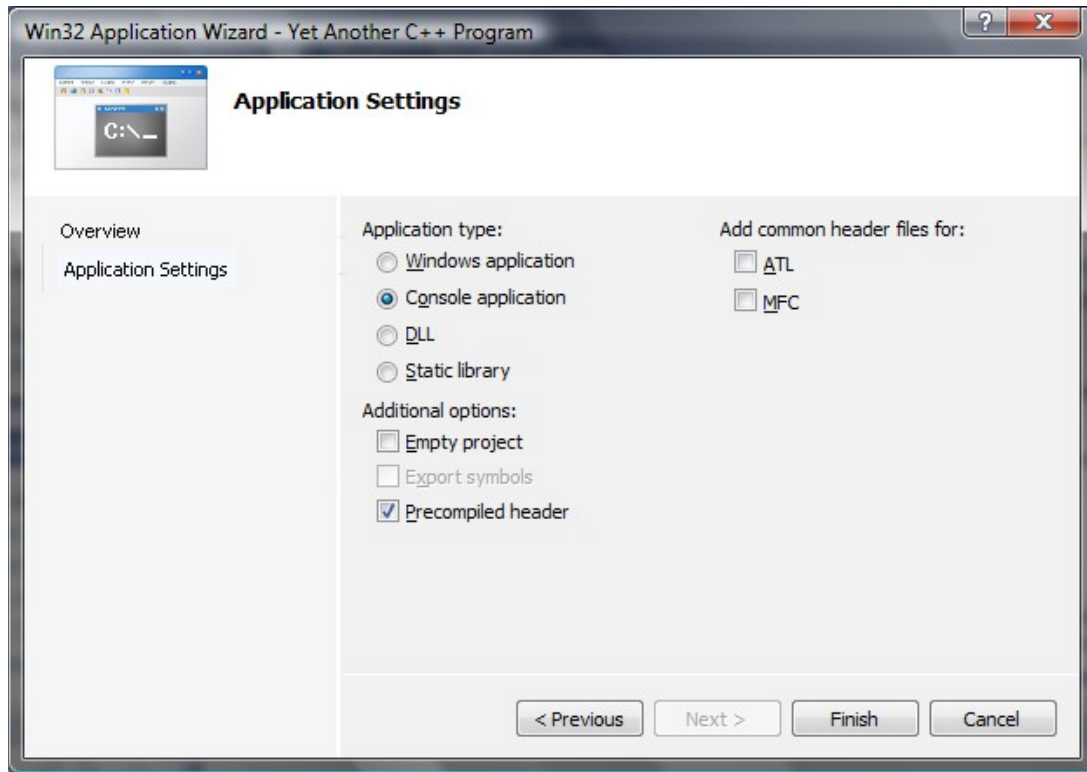 Win32 Application Wizard - Yet Another C++ Program
?
X
C:\_
Application Settings
Overview
Application Settings
Application type:
Windows application
Console application
DLL
Static library
Additional options:
Empty project
Export symbols
Precompiled header
Add common header files for:
ATL
MFC
< Previous
Next >
Finish
Cancel